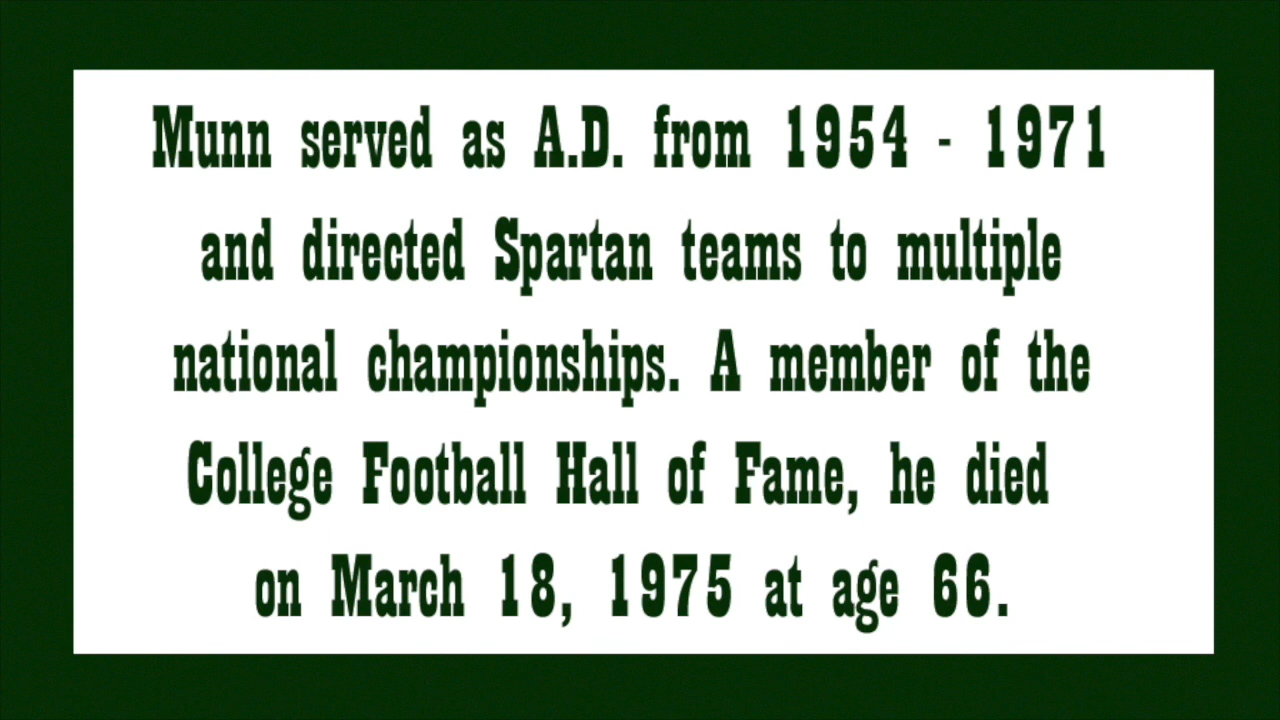 Munn served as A.D. from 1954 - 1971
and directed Spartan teams to multiple
national championships. A member of the
College Football Hall of Fame, he died
on March 18, 1975 at age 66.